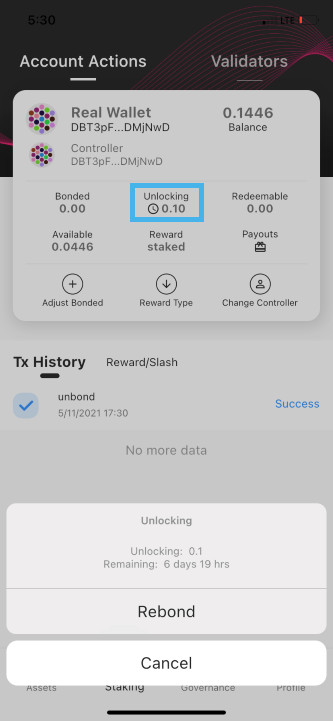 5:30
LTE
Account Actions
Validators
Real Wallet
0.1446
DBT3pF...DMjNwD
Balance
Controller
DBT3pF...DMjNwD
Bonded
Unlocking
Redeemable
0.00
0.10
0.00
Available
Reward
Payouts
0.0446
staked
Adjust Bonded
Reward Type
Change Controller
Tx History
Reward/Slash
unbond
5/11/2021 17:30
Success
No more data
Unlocking
Unlocking: 0.1
Remaining: 6 days 19 hrs
Rebond
Cancel
Assets
Staking
Governance
Profile